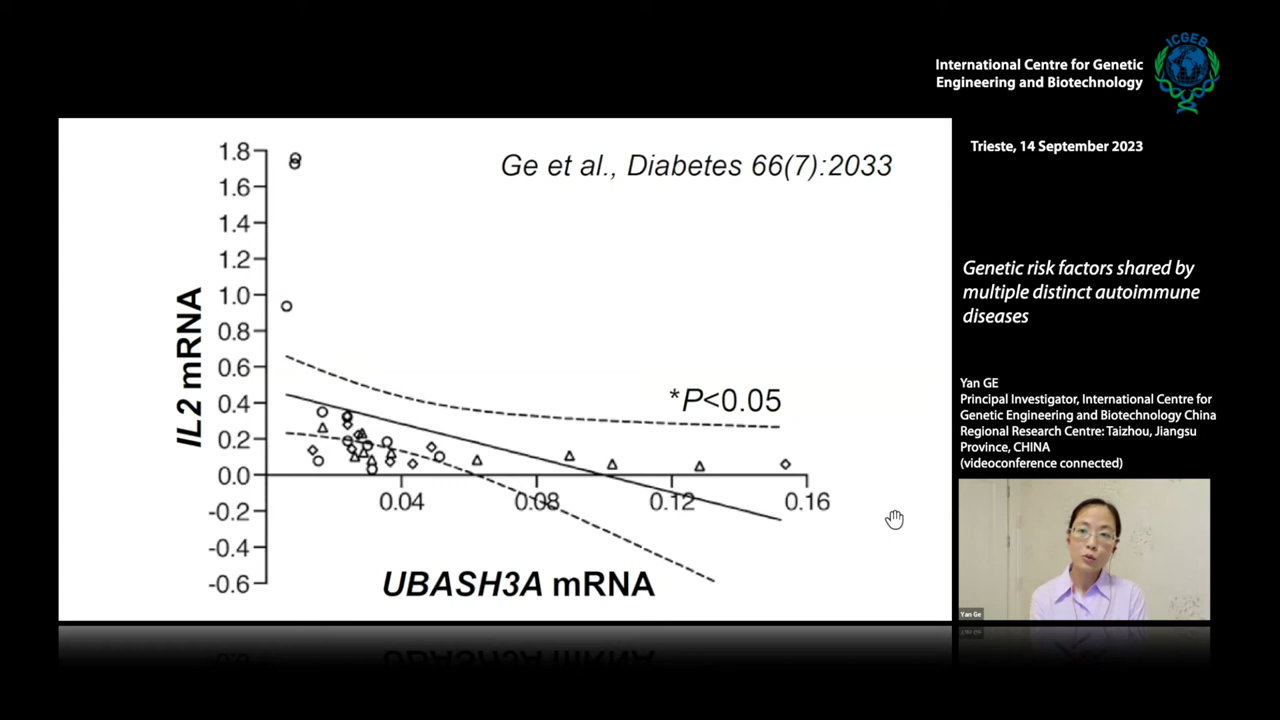 ICGEB
International Centre for Genetic
Engineering and Biotechnology
Trieste, 14 September 2023
Ge et al., Diabetes 66(7):2033
1.8
1.6
1.4
1.2
1.0
0.8
0.6
0.4
0.2
0.0
-0.2
-0.4
-0.6
IL2 mRNA
*P<0.05
0.04
0.08
0.12
0.16
UBASH3A mRNA
Genetic risk factors shared by
multiple distinct autoimmune
diseases
Yan GE
Principal Investigator, International Centre for
Genetic Engineering and Biotechnology China
Regional Research Centre: Taizhou, Jiangsu
Province, CHINA
(videoconference connected)
Yan Ge